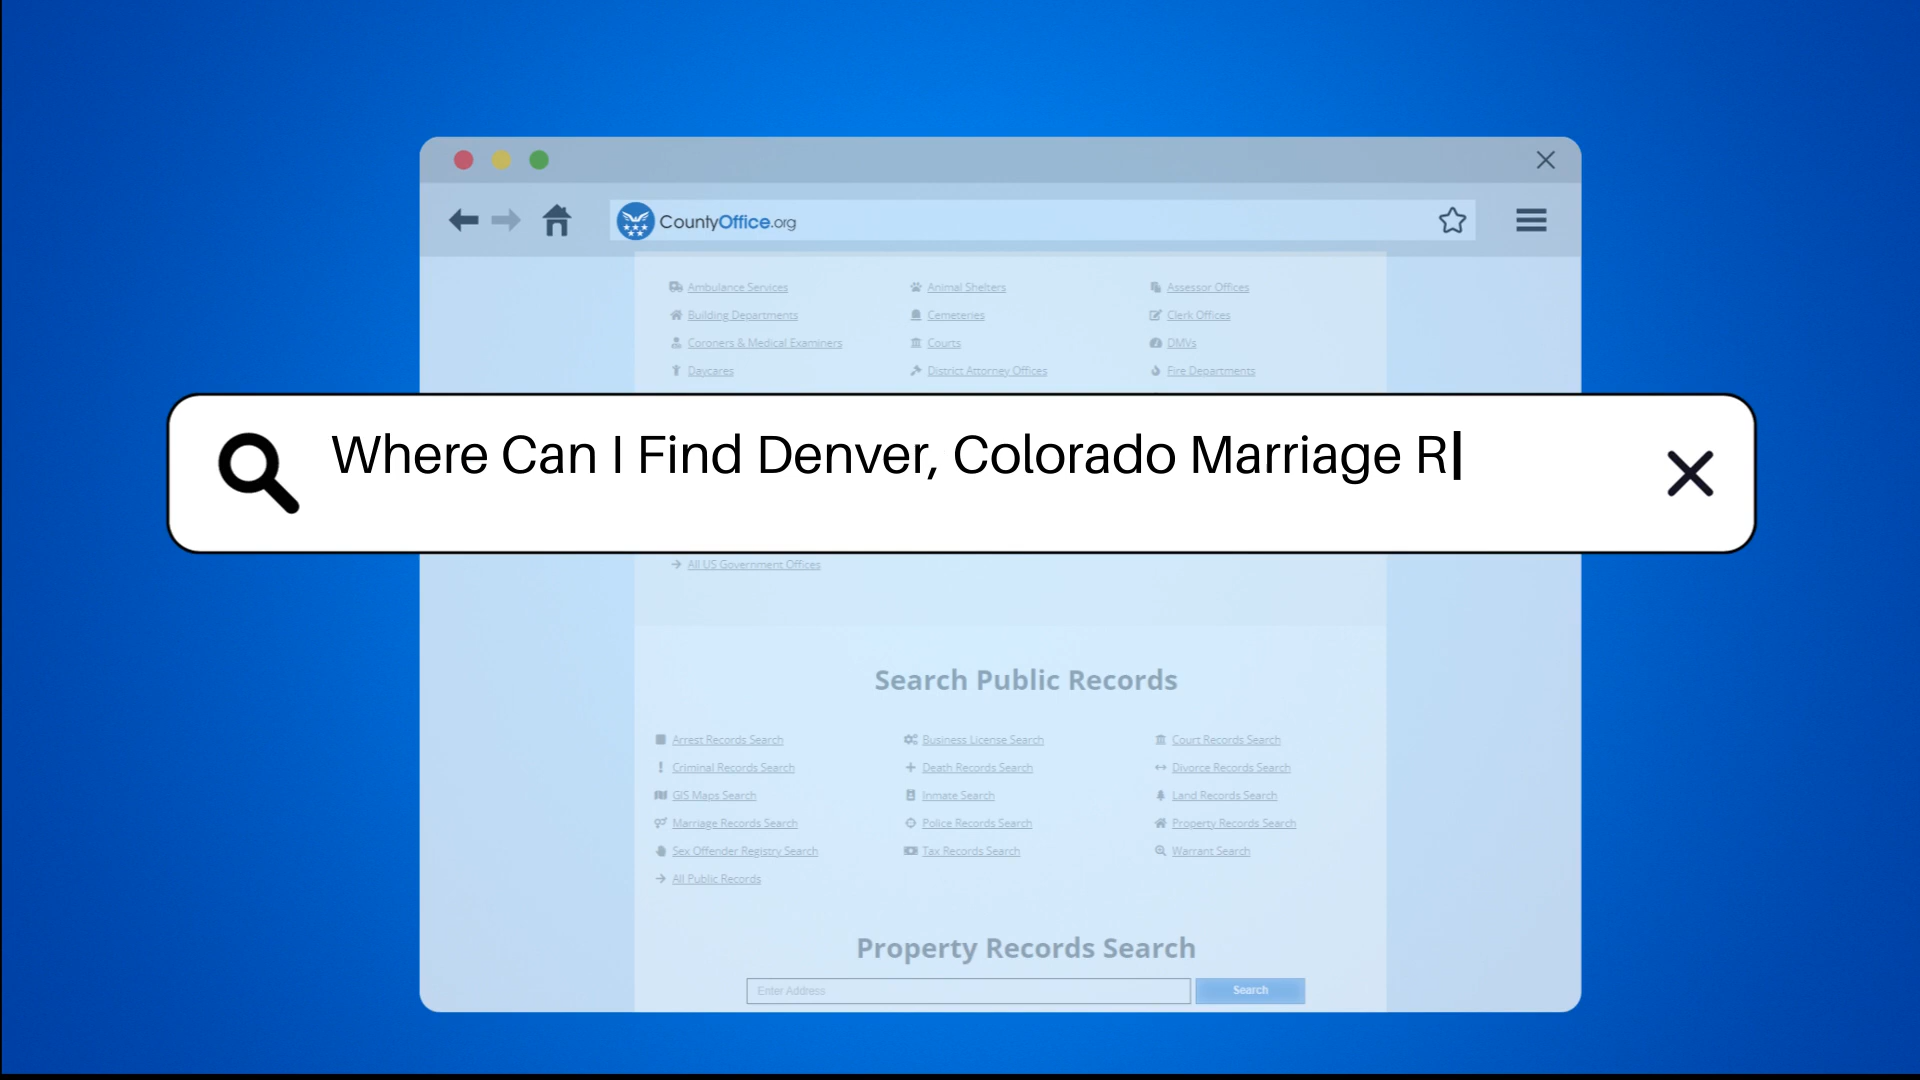 CountyOffice.org
Ambulance Services Animal Shelters Assessor Offices
Building Departments Cemeteries Clerk Offices
Coroners & Medical Examiners Courts DMVs
Daycares District Attorney Offices Fire Departments
Where Can I Find Denver, Colorado Marriage R
All US Government Offices
Search Public Records
Arrest Records Search Business License Search Court Records Search
Criminal Records Search Death Records Search Divorce Records Search
GIS Maps Search Inmate Search Land Records Search
Marriage Records Search Police Records Search Property Records Search
Sex Offender Registry Search Tax Records Search Warrant Search
All Public Records
Property Records Search
Enter Address Search